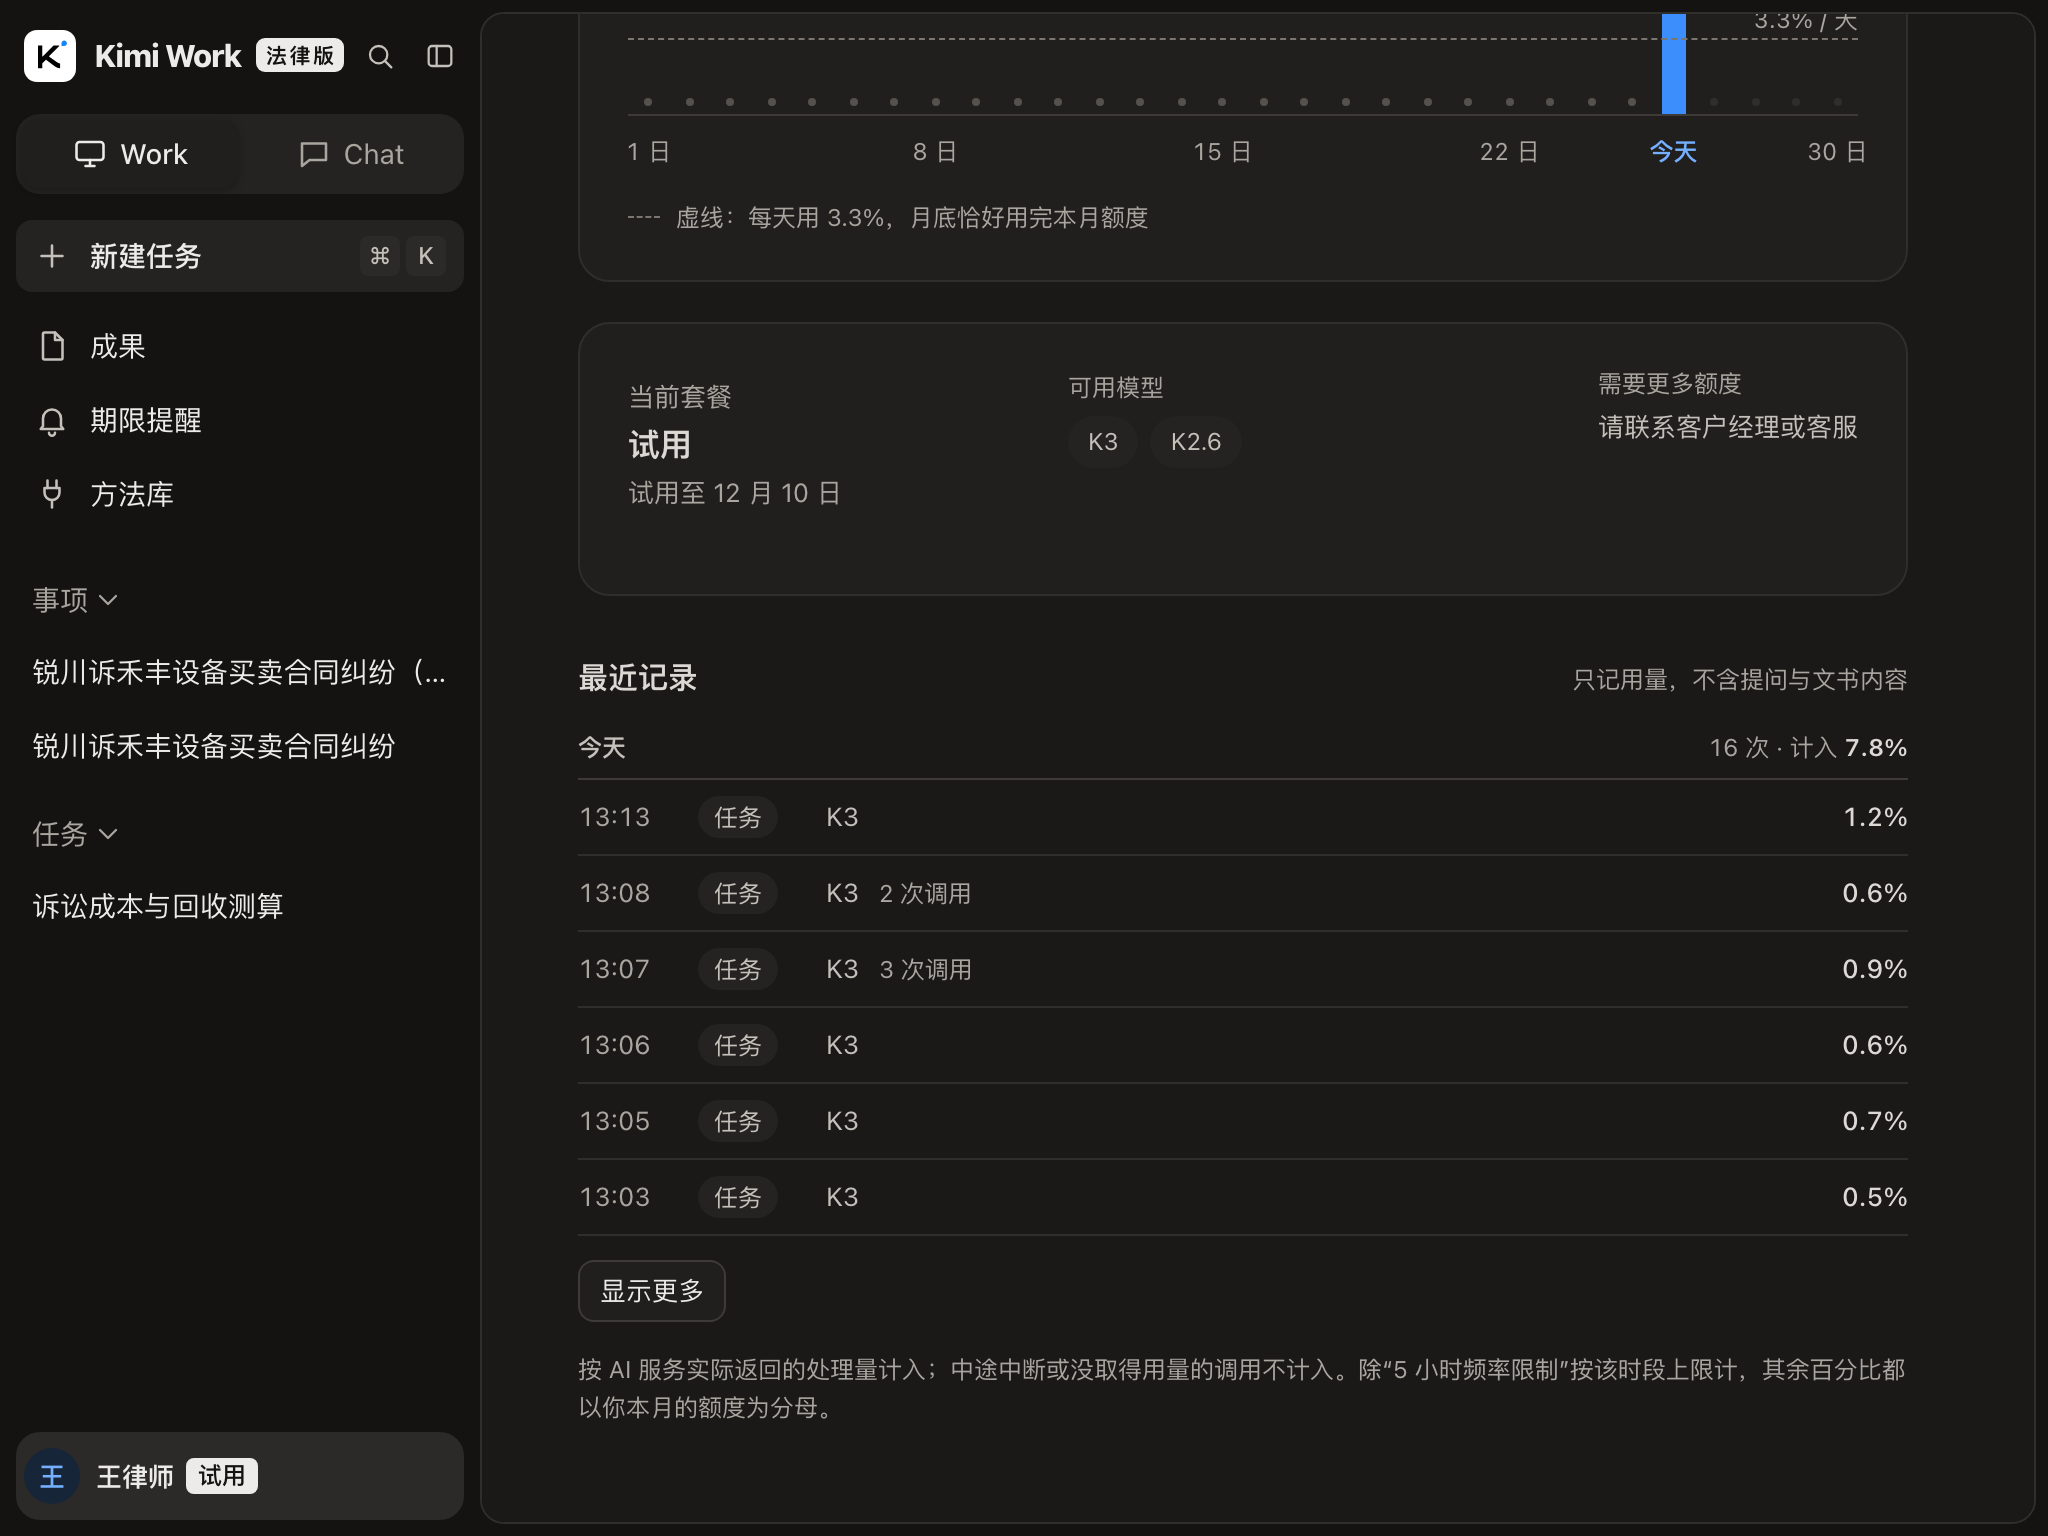 Kimi Work 法律版
Work
Chat
新建任务 ⌘ K
成果
期限提醒
方法库
事项
锐川诉禾丰设备买卖合同纠纷（...
锐川诉禾丰设备买卖合同纠纷
任务
诉讼成本与回收测算
王 王律师 试用
3.3% / 天
1 日 8 日 15 日 22 日 今天 30 日
虚线：每天用 3.3%，月底恰好用完本月额度
当前套餐
试用
试用至 12 月 10 日
可用模型
K3 K2.6
需要更多额度
请联系客户经理或客服
最近记录 只记用量，不含提问与文书内容
今天 16 次 · 计入 7.8%
13:13 任务 K3 1.2%
13:08 任务 K3 2 次调用 0.6%
13:07 任务 K3 3 次调用 0.9%
13:06 任务 K3 0.6%
13:05 任务 K3 0.7%
13:03 任务 K3 0.5%
显示更多
按 AI 服务实际返回的处理量计入；中途中断或没取得用量的调用不计入。除“5 小时频率限制”按该时段上限计，其余百分比都
以你本月的额度为分母。